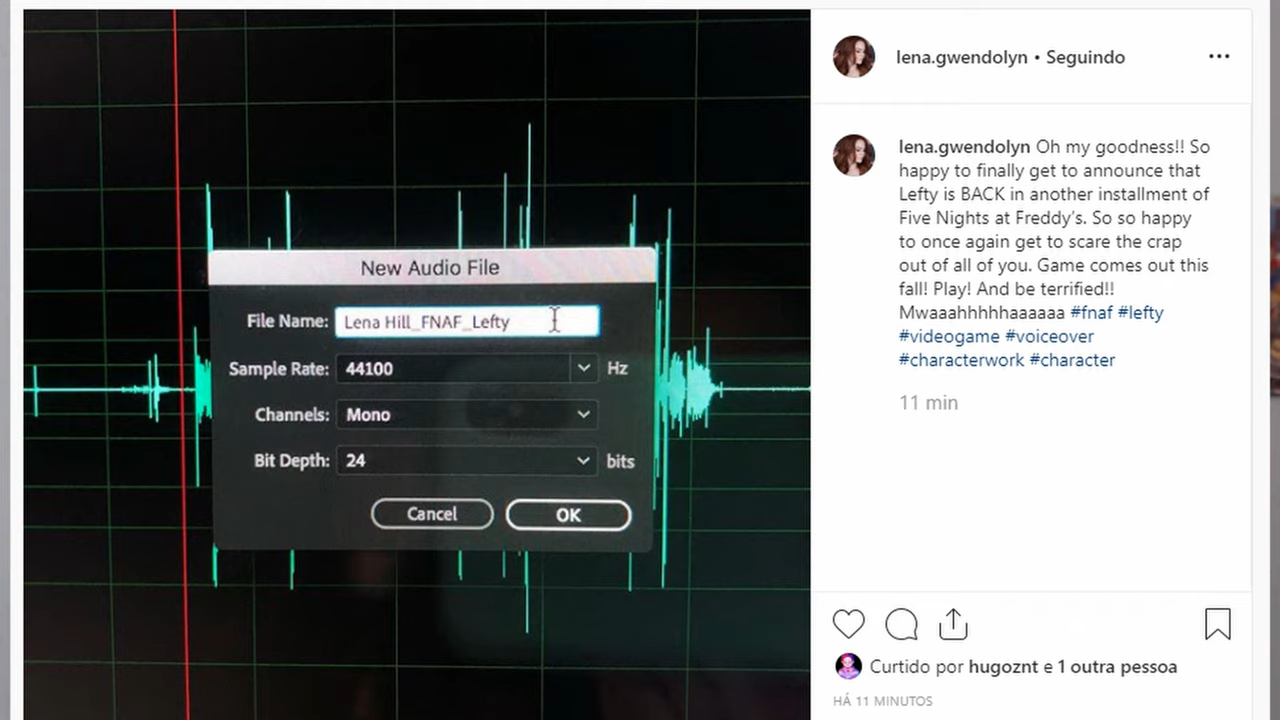 New Audio File
File Name: Lena Hill_FNAF_Lefty
Sample Rate: 44100 Hz
Channels: Mono
Bit Depth: 24 bits
Cancel OK
lena.gwendolyn • Seguindo
lena.gwendolyn Oh my goodness!! So
happy to finally get to announce that
Lefty is BACK in another installment of
Five Nights at Freddy's. So so happy
to once again get to scare the crap
out of all of you. Game comes out this
fall! Play! And be terrified!!
Mwaaahhhhhaaaaaa #fnaf #lefty
#videogame #voiceover
#characterwork #character
11 min
Curtido por hugoznt e 1 outra pessoa
HÁ 11 MINUTOS